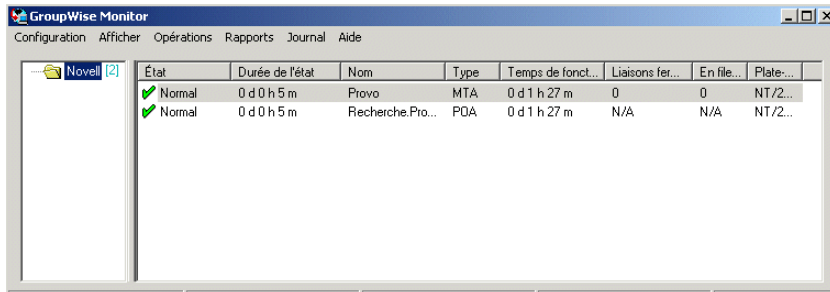 GroupWise Monitor
Configuration Afficher Opérations Rapports Journal Aide
Novell [2]
État Durée de l'état Nom Type Temps de fonct... Liaisons fer... En file... Plate-...
Normal 0 d 0 h 5 m Provo MTA 0 d 1 h 27 m 0 0 NT/2...
Normal 0 d 0 h 5 m Recherche.Pro... POA 0 d 1 h 27 m N/A N/A NT/2...